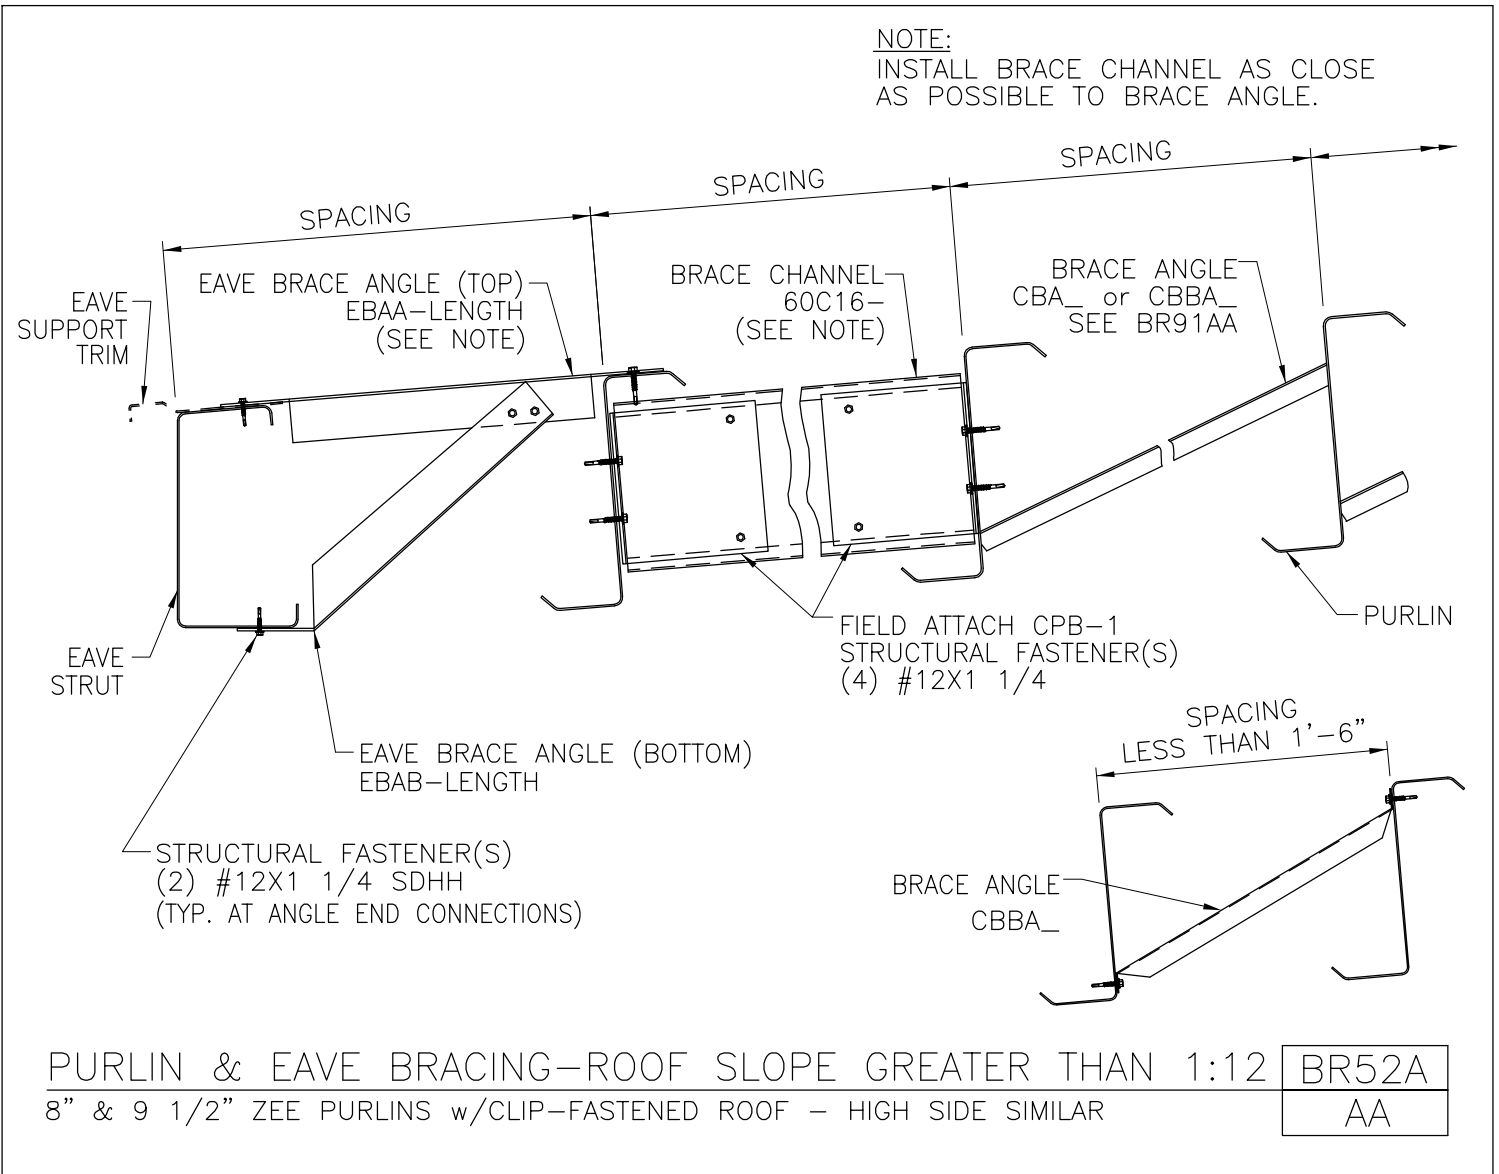 NOTE:
INSTALL BRACE CHANNEL AS CLOSE
AS POSSIBLE TO BRACE ANGLE.
SPACING
SPACING
SPACING
EAVE BRACE ANGLE (TOP)
EBAA-LENGTH
(SEE NOTE)
BRACE CHANNEL
60C16-
(SEE NOTE)
BRACE ANGLE
CBA_ or CBBA_
SEE BR91AA
EAVE
SUPPORT
TRIM
EAVE
STRUT
FIELD ATTACH CPB-1
STRUCTURAL FASTENER(S)
(4) #12X1 1/4
PURLIN
EAVE BRACE ANGLE (BOTTOM)
EBAB-LENGTH
STRUCTURAL FASTENER(S)
(2) #12X1 1/4 SDHH
(TYP. AT ANGLE END CONNECTIONS)
SPACING
LESS THAN 1'-6"
BRACE ANGLE
CBBA_
PURLIN & EAVE BRACING-ROOF SLOPE GREATER THAN 1:12
BR52A
8" & 9 1/2" ZEE PURLINS w/CLIP-FASTENED ROOF - HIGH SIDE SIMILAR
AA